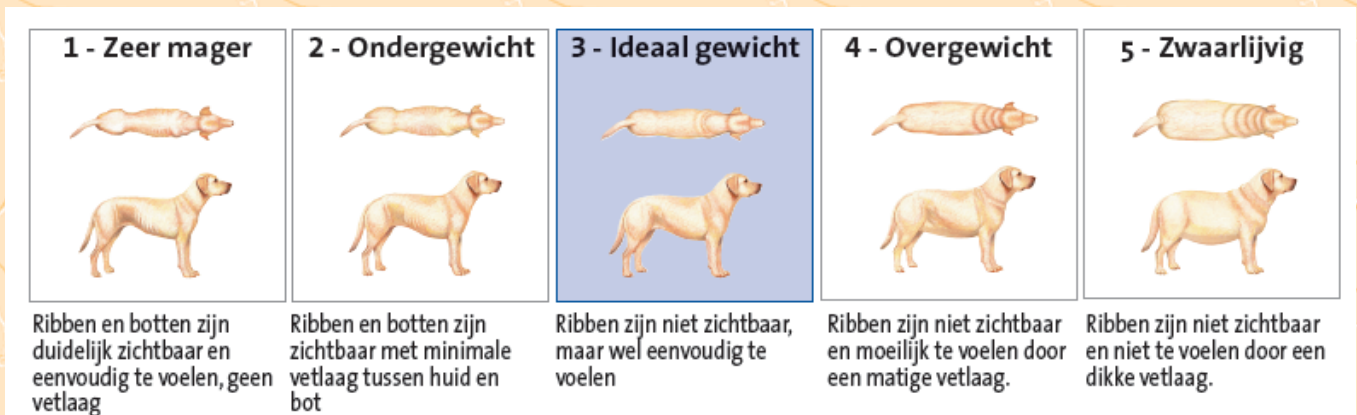 1 - Zeer mager
2 - Ondergewicht
3 - Ideaal gewicht
4 - Overgewicht
5 - Zwaarlijvig
Ribben en botten zijn
duidelijk zichtbaar en
eenvoudig te voelen, geen
vetlaag
Ribben en botten zijn
zichtbaar met minimale
vetlaag tussen huid en
bot
Ribben zijn niet zichtbaar,
maar wel eenvoudig te
voelen
Ribben zijn niet zichtbaar
en moeilijk te voelen door
een matige vetlaag.
Ribben zijn niet zichtbaar
en niet te voelen door een
dikke vetlaag.